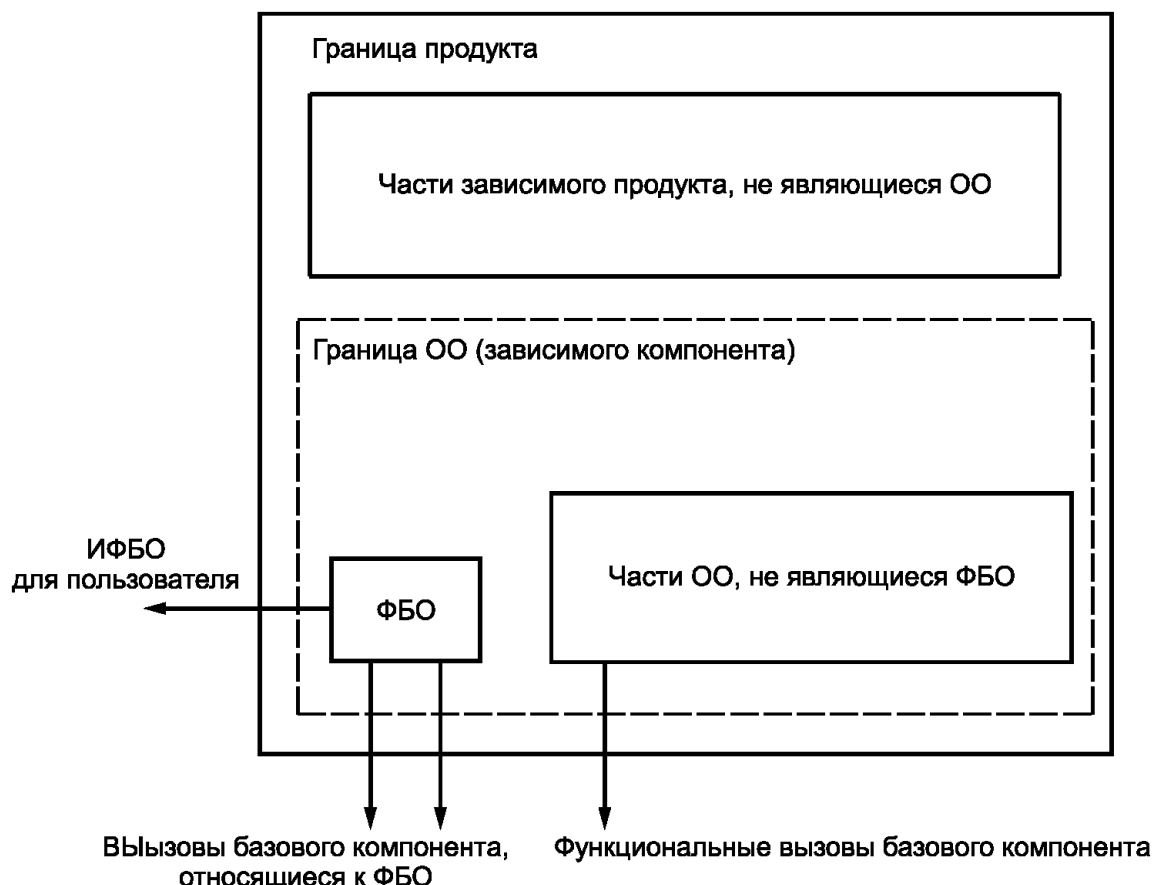 Граница продукта
Части зависимого продукта, не являющиеся ОО
Граница ОО (зависимого компонента)
ИФБО
для пользователя
ФБО
Части ОО, не являющиеся ФБО
ВЫызовы базового компонента,
относящиеся к ФБО
Функциональные вызовы базового компонента